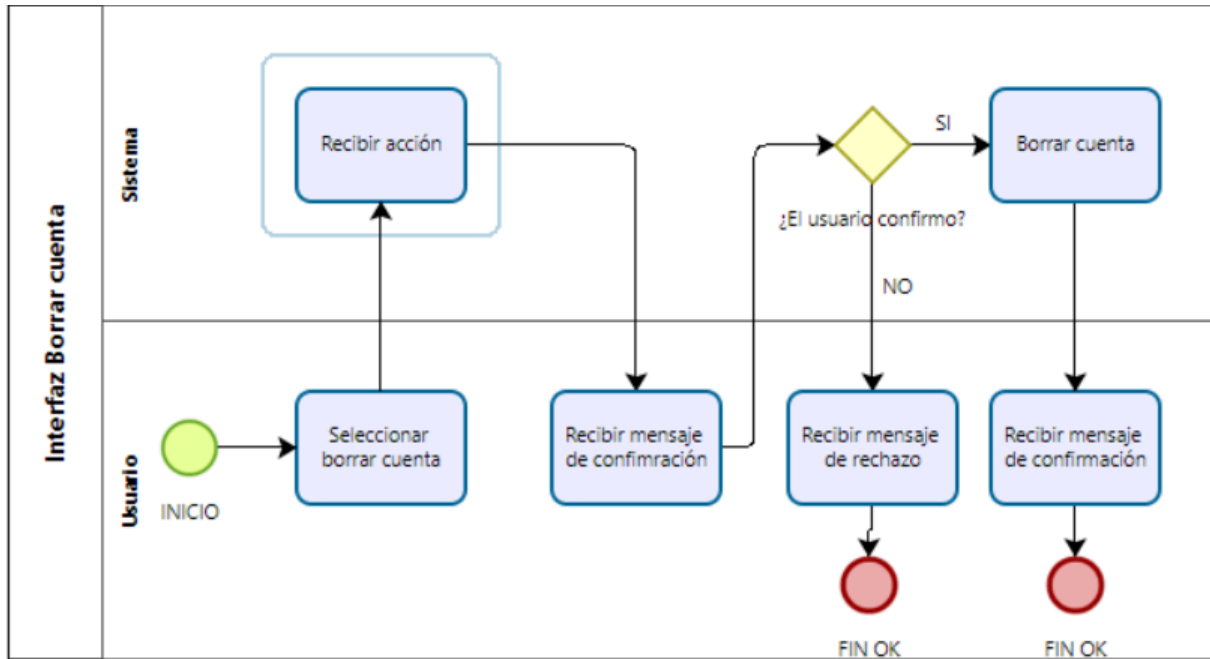 Interfaz Borrar cuenta
Sistema
Recibir acción
¿El usuario confirmo?
SI
NO
Borrar cuenta
Usuario
INICIO
Seleccionar
borrar cuenta
Recibir mensaje
de confimración
Recibir mensaje
de rechazo
Recibir mensaje
de confirmación
FIN OK
FIN OK